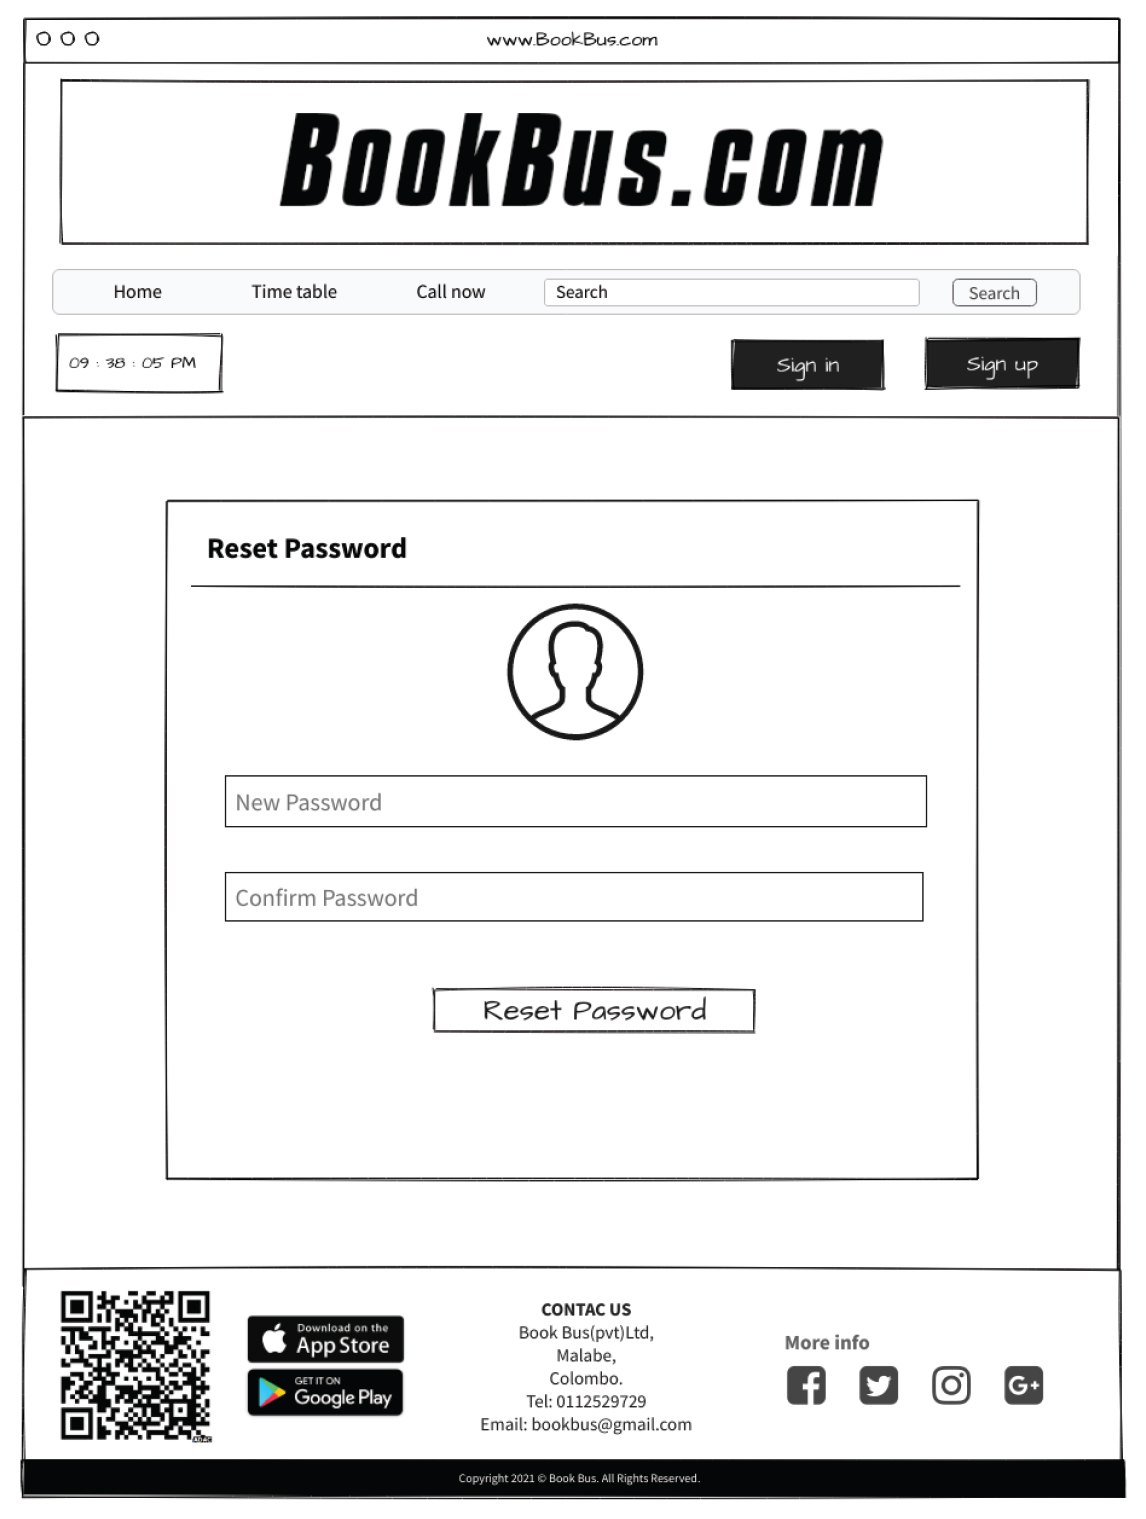 www.BookBus.com
BookBus.com
Home Time table Call now Search Search
09 : 38 : 05 PM Sign in Sign up
Reset Password
New Password
Confirm Password
Reset Password
Download on the
App Store
GET IT ON
Google Play
CONTAC US
Book Bus(pvt)Ltd,
Malabe,
Colombo.
Tel: 0112529729
Email: bookbus@gmail.com
More info
Copyright 2021 © Book Bus. All Rights Reserved.